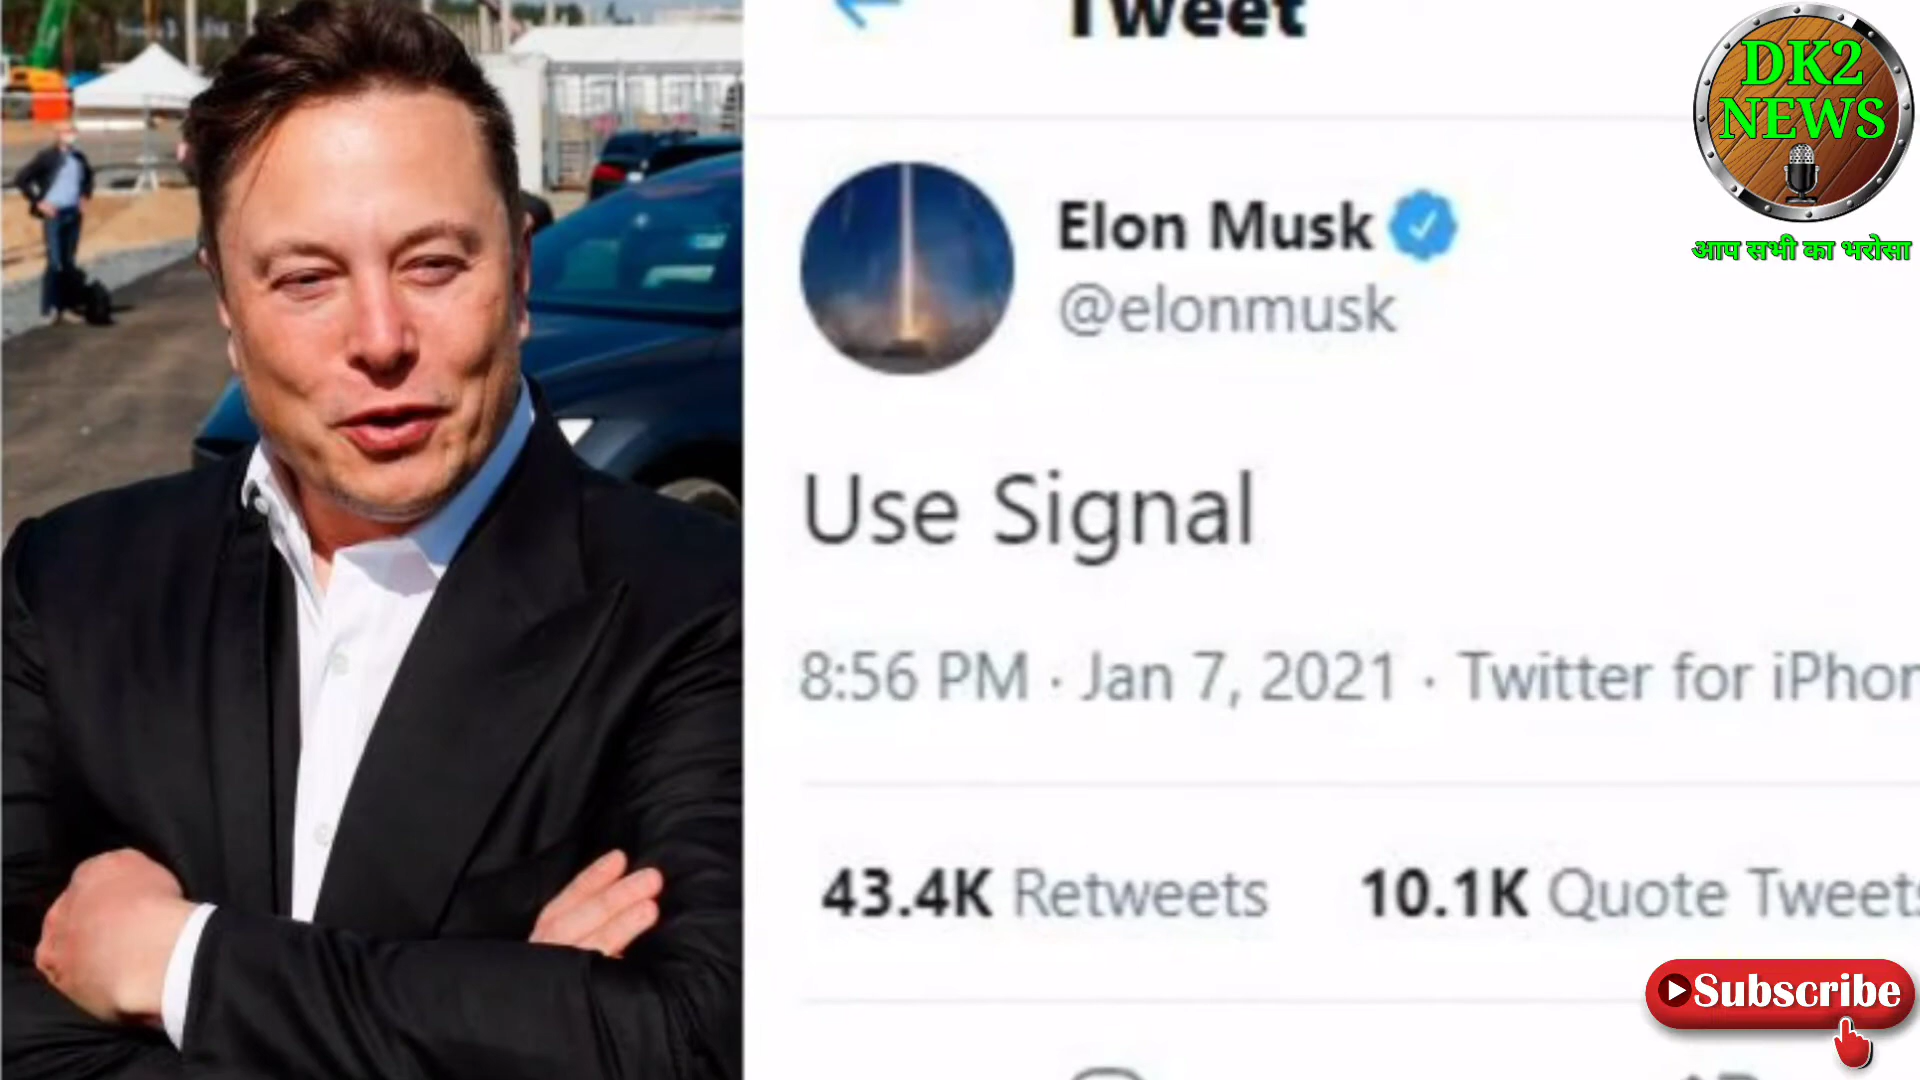 Tweet
DK2
NEWS
आप सभी का भरोसा
Elon Musk
@elonmusk
Use Signal
8:56 PM · Jan 7, 2021 · Twitter for iPhon
43.4K Retweets 10.1K Quote Tweets
Subscribe